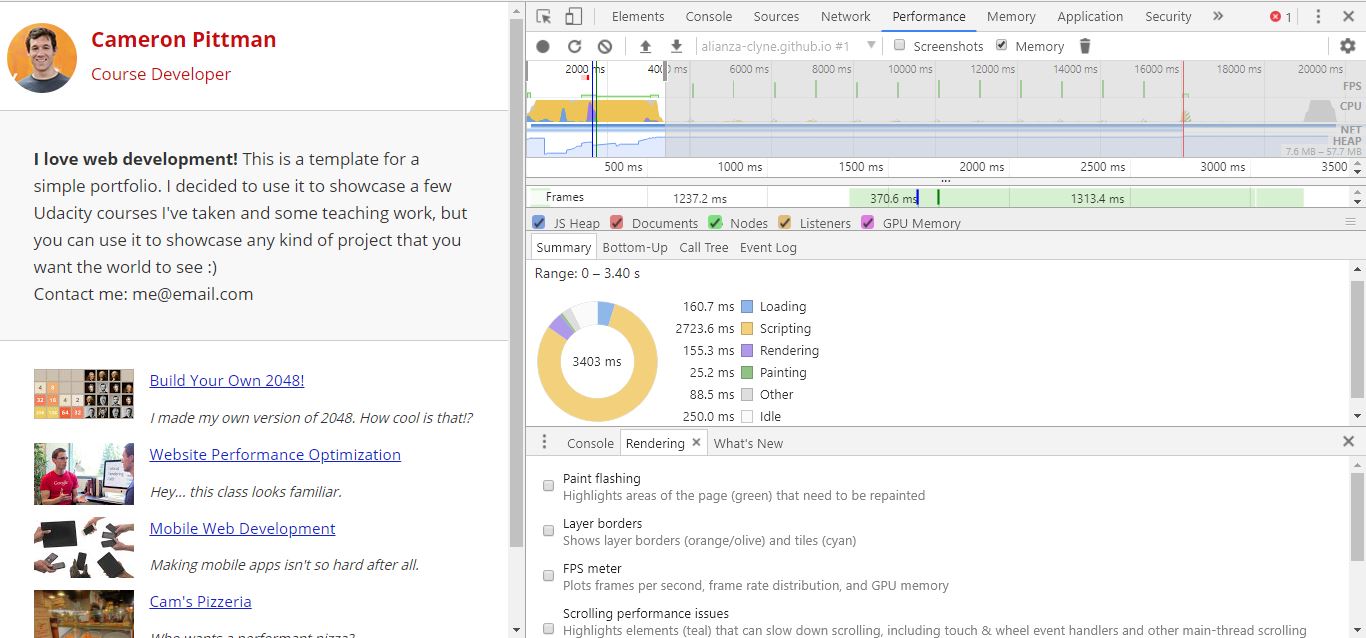 Cameron Pittman
Course Developer
I love web development! This is a template for a
simple portfolio. I decided to use it to showcase a few
Udacity courses I've taken and some teaching work, but
you can use it to showcase any kind of project that you
want the world to see :)
Contact me: me@email.com
Build Your Own 2048!
I made my own version of 2048. How cool is that!?
Website Performance Optimization
Hey... this class looks familiar.
Mobile Web Development
Making mobile apps isn't so hard after all.
Cam's Pizzeria
Who wants a performant pizza?
Elements Console Sources Network Performance Memory Application Security » 1
alianza-clyne.github.io #1 Screenshots Memory
2000 ms 6000 ms 8000 ms 10000 ms 12000 ms 14000 ms 16000 ms 18000 ms 20000 ms
FPS
CPU
NET
HEAP
7.6 MB – 57.7 MB
500 ms 1000 ms 1500 ms 2000 ms 2500 ms 3000 ms 3500
...
Frames 1237.2 ms 370.6 ms 1313.4 ms
JS Heap Documents Nodes Listeners GPU Memory
Summary Bottom-Up Call Tree Event Log
Range: 0 – 3.40 s
3403 ms
160.7 ms Loading
2723.6 ms Scripting
155.3 ms Rendering
25.2 ms Painting
88.5 ms Other
250.0 ms Idle
Console Rendering × What's New
Paint flashing
Highlights areas of the page (green) that need to be repainted
Layer borders
Shows layer borders (orange/olive) and tiles (cyan)
FPS meter
Plots frames per second, frame rate distribution, and GPU memory
Scrolling performance issues
Highlights elements (teal) that can slow down scrolling, including touch & wheel event handlers and other main-thread scrolling